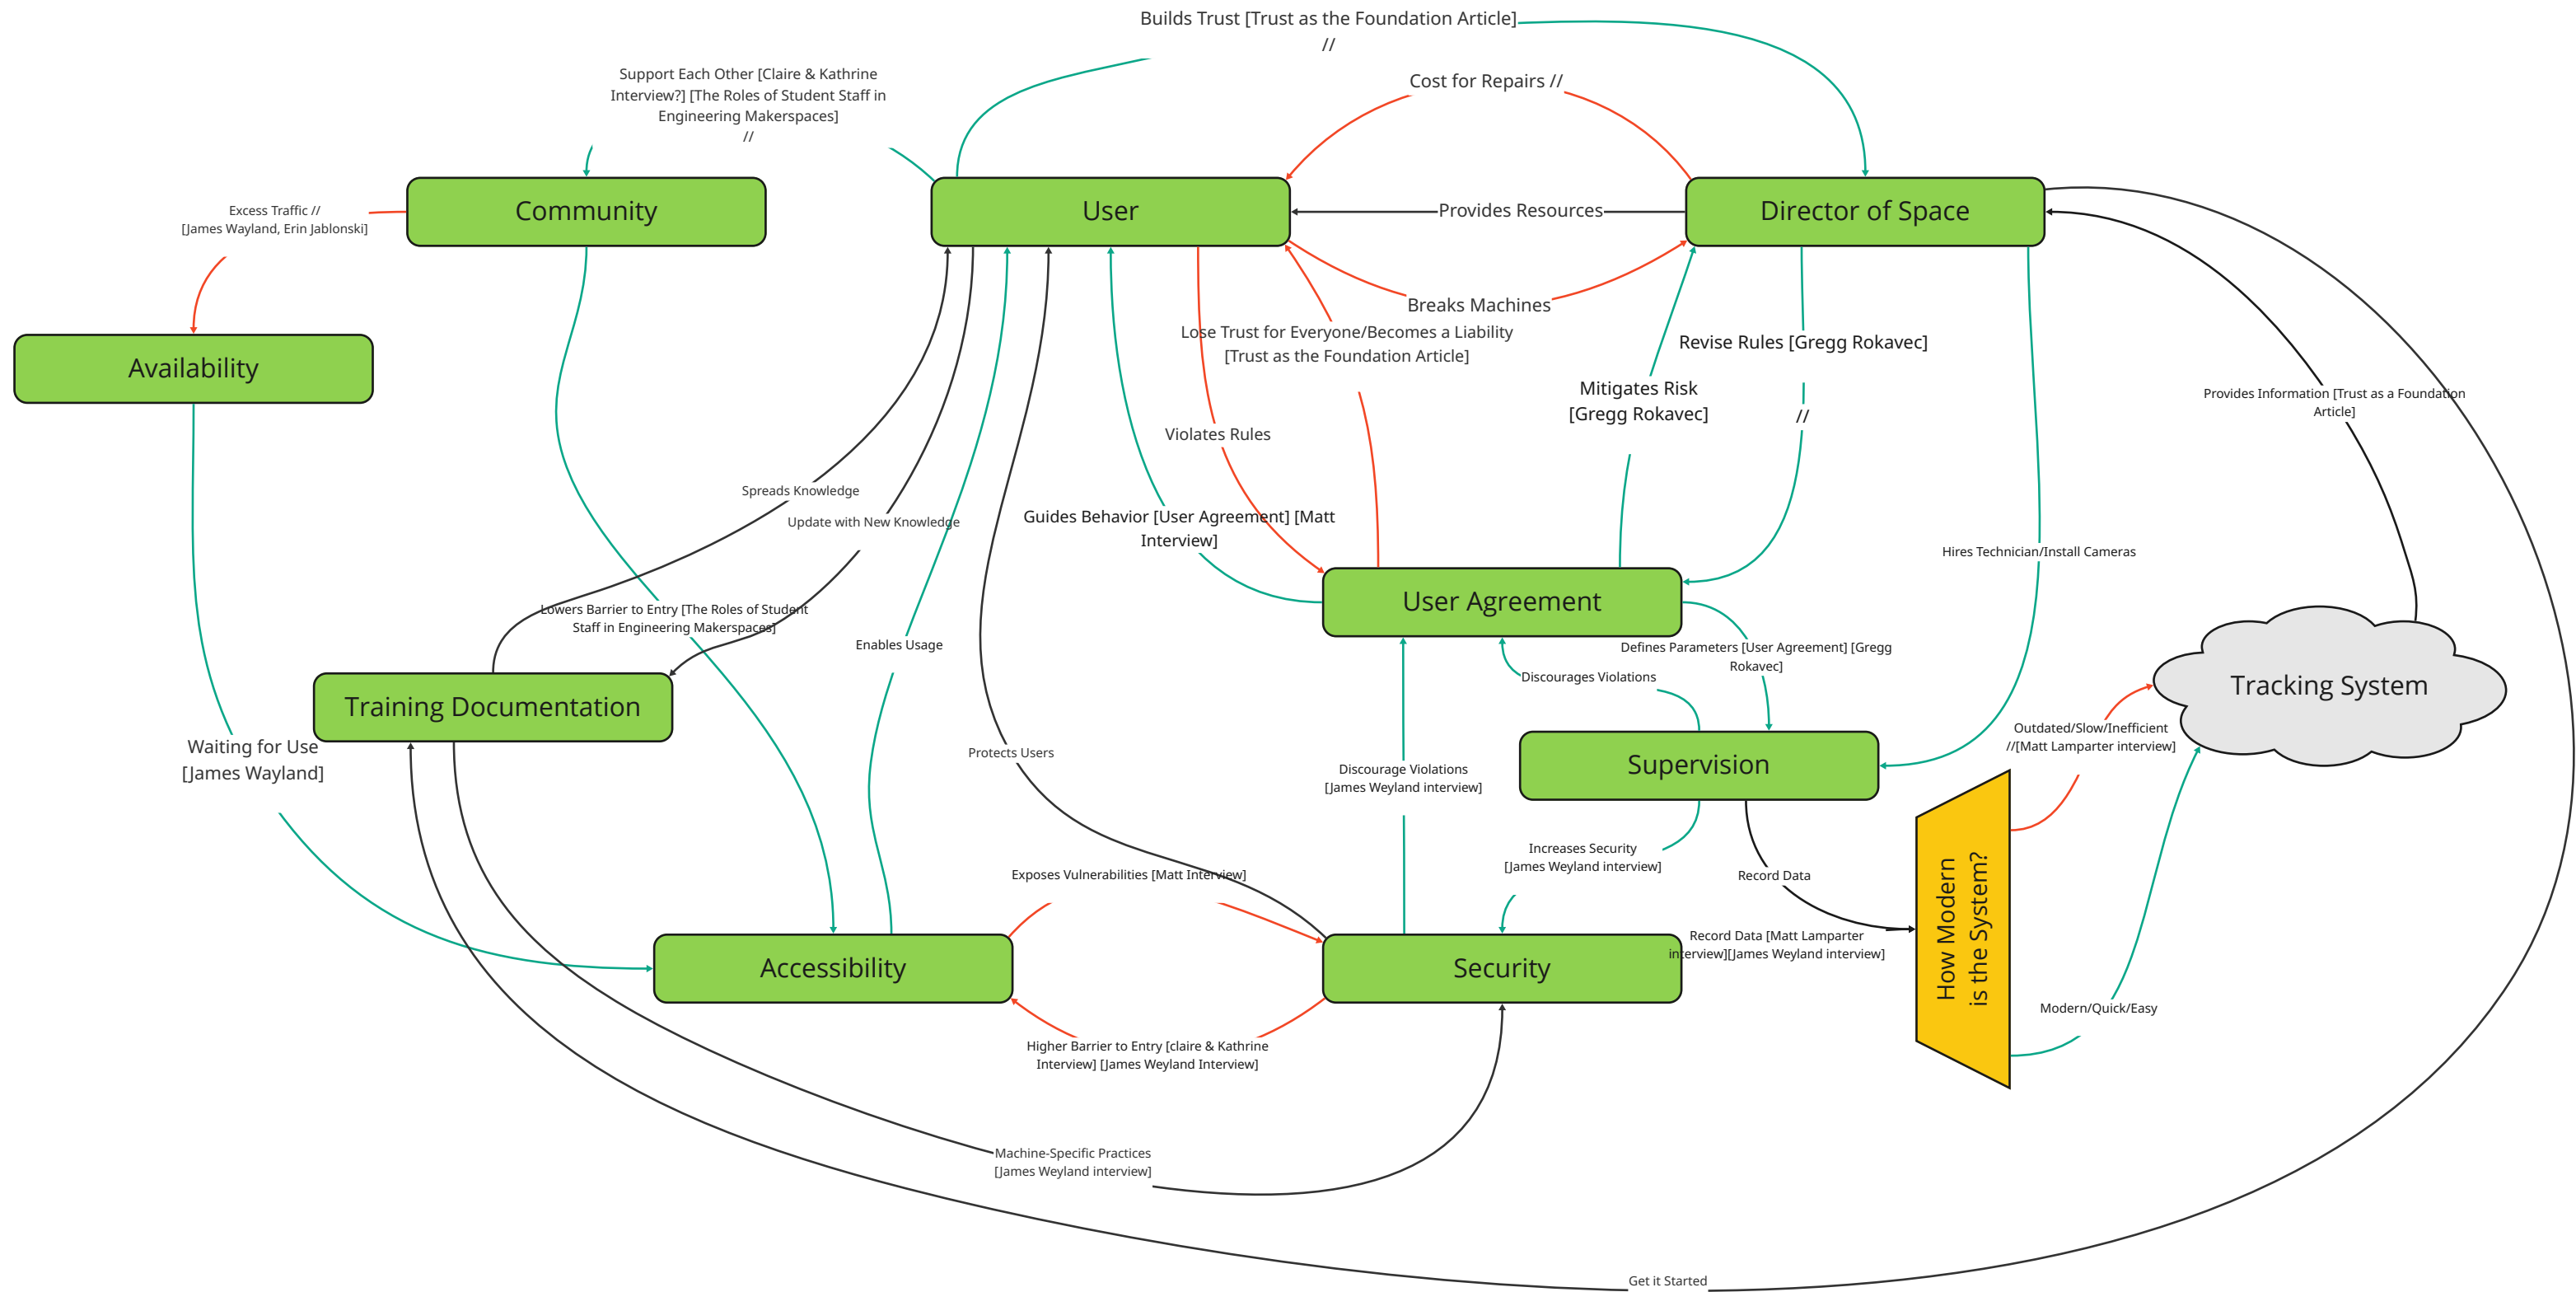 Builds Trust [Trust as the Foundation Article]
//
Support Each Other [Claire & Kathrine
Interview?] [The Roles of Student Staff in
Engineering Makerspaces]
//
Cost for Repairs //
Community
User
Director of Space
Provides Resources
Excess Traffic //
[James Wayland, Erin Jablonski]
Breaks Machines
Lose Trust for Everyone/Becomes a Liability
[Trust as the Foundation Article]
Revise Rules [Gregg Rokavec]
//
Availability
Mitigates Risk
[Gregg Rokavec]
Provides Information [Trust as a Foundation
Article]
Violates Rules
Spreads Knowledge
Update with New Knowledge
Guides Behavior [User Agreement] [Matt
Interview]
Hires Technician/Install Cameras
User Agreement
Lowers Barrier to Entry [The Roles of Student
Staff in Engineering Makerspaces]
Enables Usage
Defines Parameters [User Agreement] [Gregg
Rokavec]
Discourages Violations
Tracking System
Training Documentation
Waiting for Use
[James Wayland]
Protects Users
Discourage Violations
[James Weyland interview]
Supervision
Outdated/Slow/Inefficient
//[Matt Lamparter interview]
Increases Security
[James Weyland interview]
Record Data
Exposes Vulnerabilities [Matt Interview]
How Modern
is the System?
Record Data [Matt Lamparter
interview][James Weyland interview]
Accessibility
Security
Modern/Quick/Easy
Higher Barrier to Entry [claire & Kathrine
Interview] [James Weyland Interview]
Machine-Specific Practices
[James Weyland interview]
Get it Started